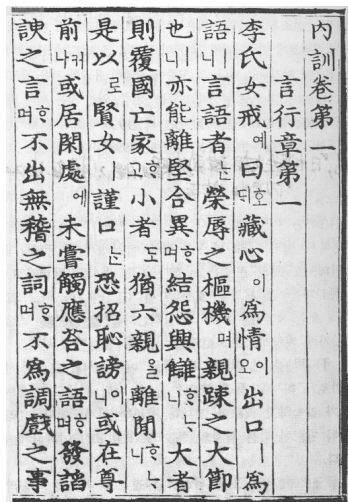 內訓卷第一
言行章第一
李氏女戒예曰호ᄃᆡ藏心이爲情이오出口ㅣ爲
語ㅣ니言語者ᄂᆞᆫ榮辱之樞機며親疎之大節
也ㅣ니亦能離堅合異ᄒᆞ며結怨興讎ᄒᆞᄂᆞ니大者
則覆國亡家ᄒᆞ고小者도猶六親을離間ᄒᆞᄂᆞ니
是以로賢女ㅣ謹口ᄂᆞᆫ恐招恥謗이니或在尊
前커나或居閑處에未嘗觸應荅之語ᄒᆞ며發諂
諛之言ᄒᆞ며不出無稽之詞ᄒᆞ며不爲調戲之事